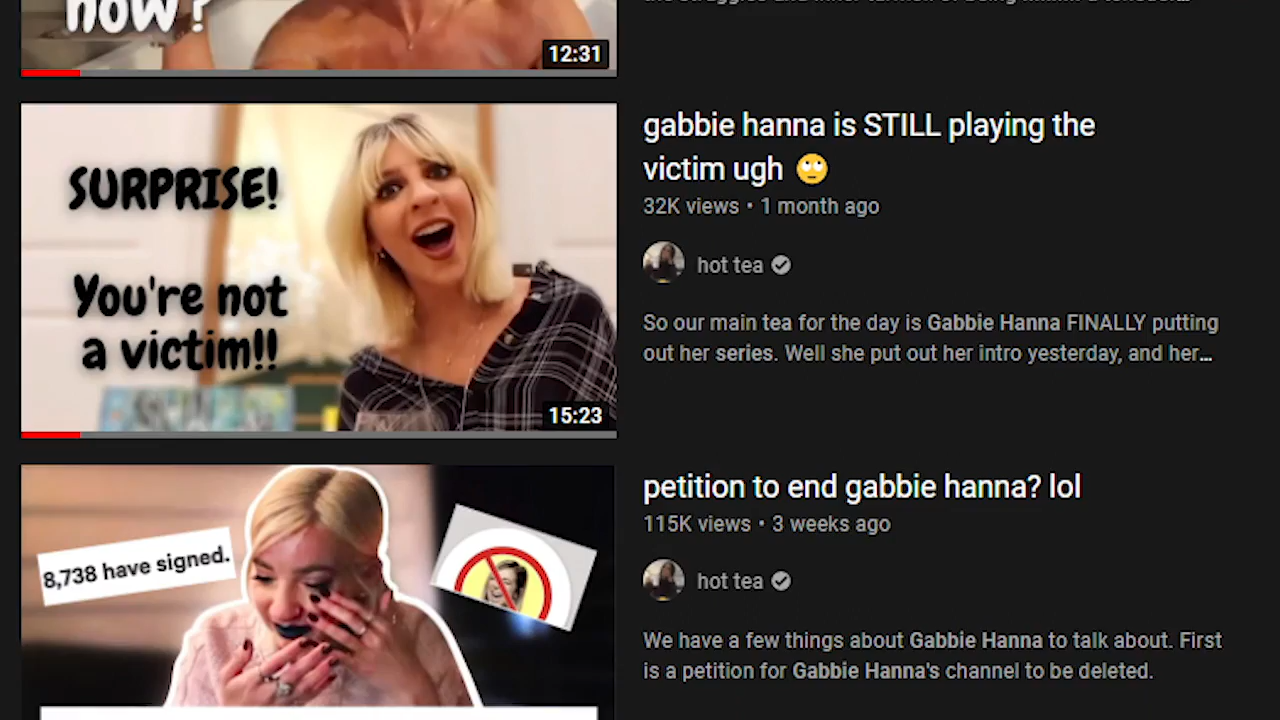 now?
12:31
SURPRISE!
You're not
a victim!!
15:23
gabbie hanna is STILL playing the
victim ugh 🙄
32K views • 1 month ago
hot tea
So our main tea for the day is Gabbie Hanna FINALLY putting
out her series. Well she put out her intro yesterday, and her…
8,738 have signed.
petition to end gabbie hanna? lol
115K views • 3 weeks ago
hot tea
We have a few things about Gabbie Hanna to talk about. First
is a petition for Gabbie Hanna's channel to be deleted.